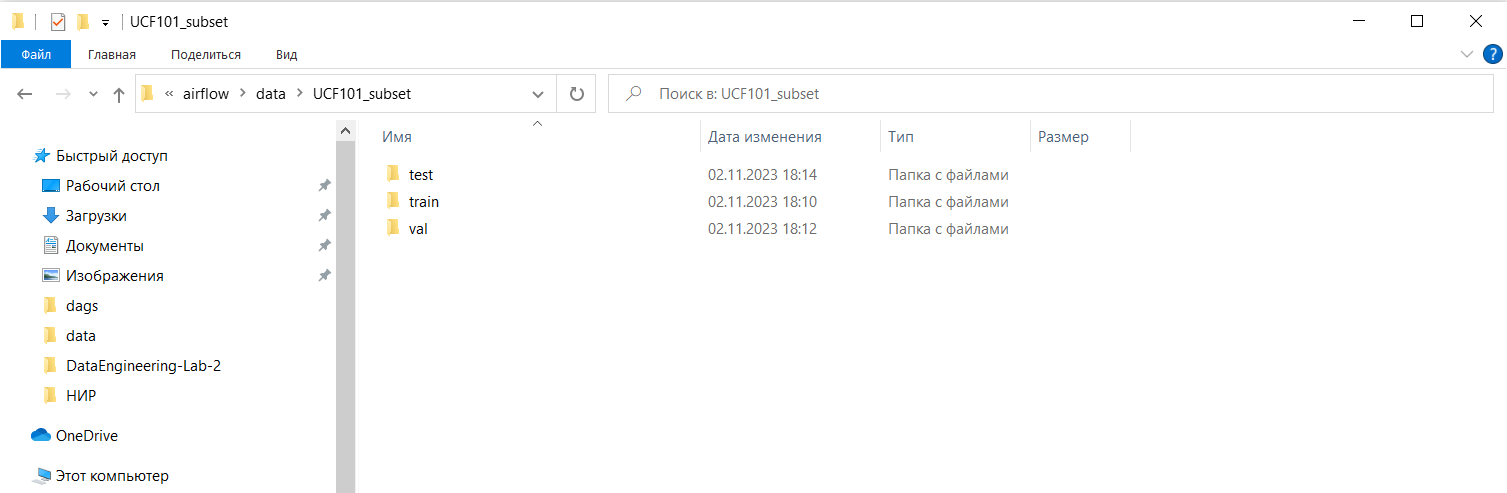 UCF101_subset
Файл Главная Поделиться Вид
« airflow > data > UCF101_subset Поиск в: UCF101_subset
Быстрый доступ
Рабочий стол
Загрузки
Документы
Изображения
dags
data
DataEngineering-Lab-2
НИР
OneDrive
Этот компьютер
Имя Дата изменения Тип Размер
test 02.11.2023 18:14 Папка с файлами
train 02.11.2023 18:10 Папка с файлами
val 02.11.2023 18:12 Папка с файлами